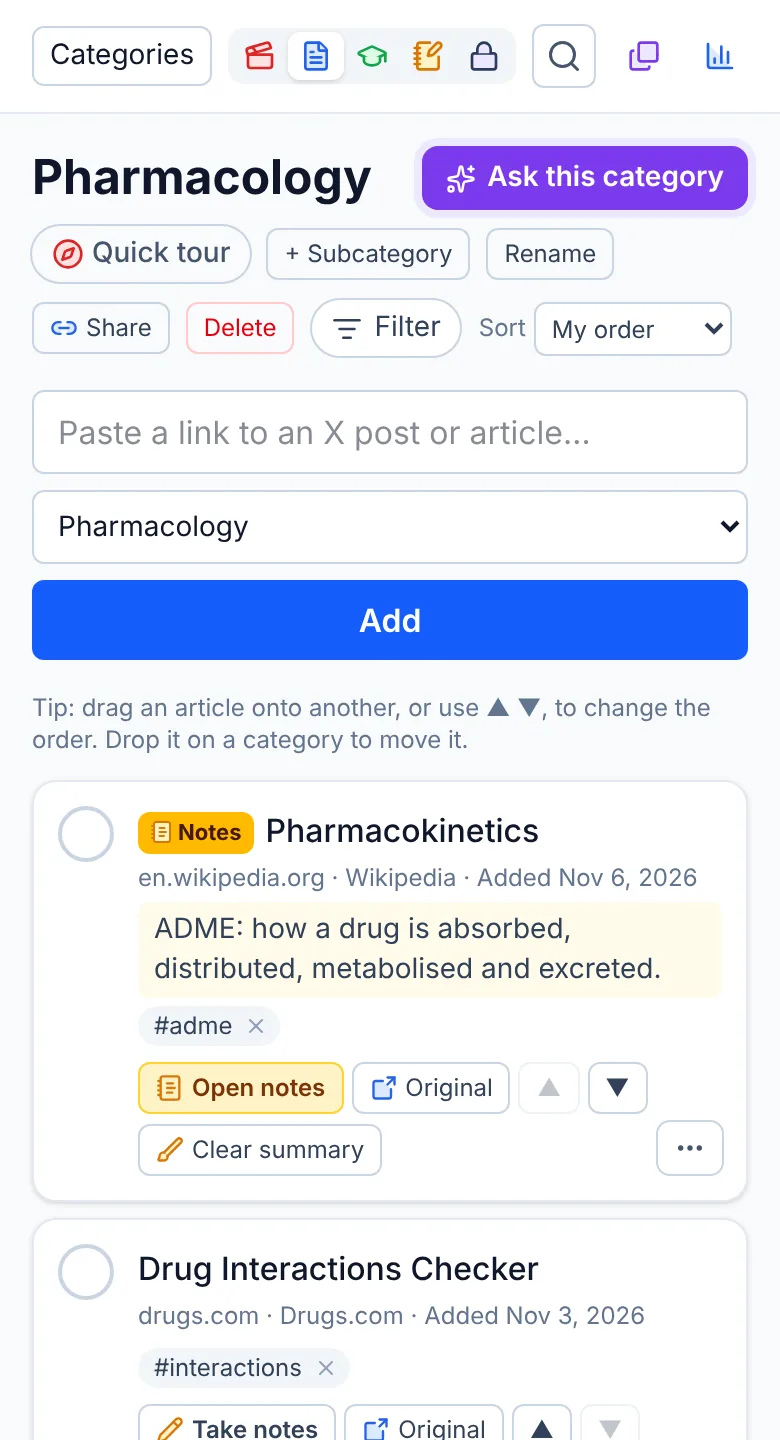 Categories
Pharmacology
Ask this category
Quick tour
+ Subcategory
Rename
Share
Delete
Filter
Sort
My order
Paste a link to an X post or article...
Pharmacology
Add
Tip: drag an article onto another, or use ▲ ▼, to change the
order. Drop it on a category to move it.
Notes Pharmacokinetics
en.wikipedia.org · Wikipedia · Added Nov 6, 2026
ADME: how a drug is absorbed,
distributed, metabolised and excreted.
#adme ×
Open notes
Original
▲
▼
Clear summary
...
Drug Interactions Checker
drugs.com · Drugs.com · Added Nov 3, 2026
#interactions ×
Take notes
Original
▲
▼